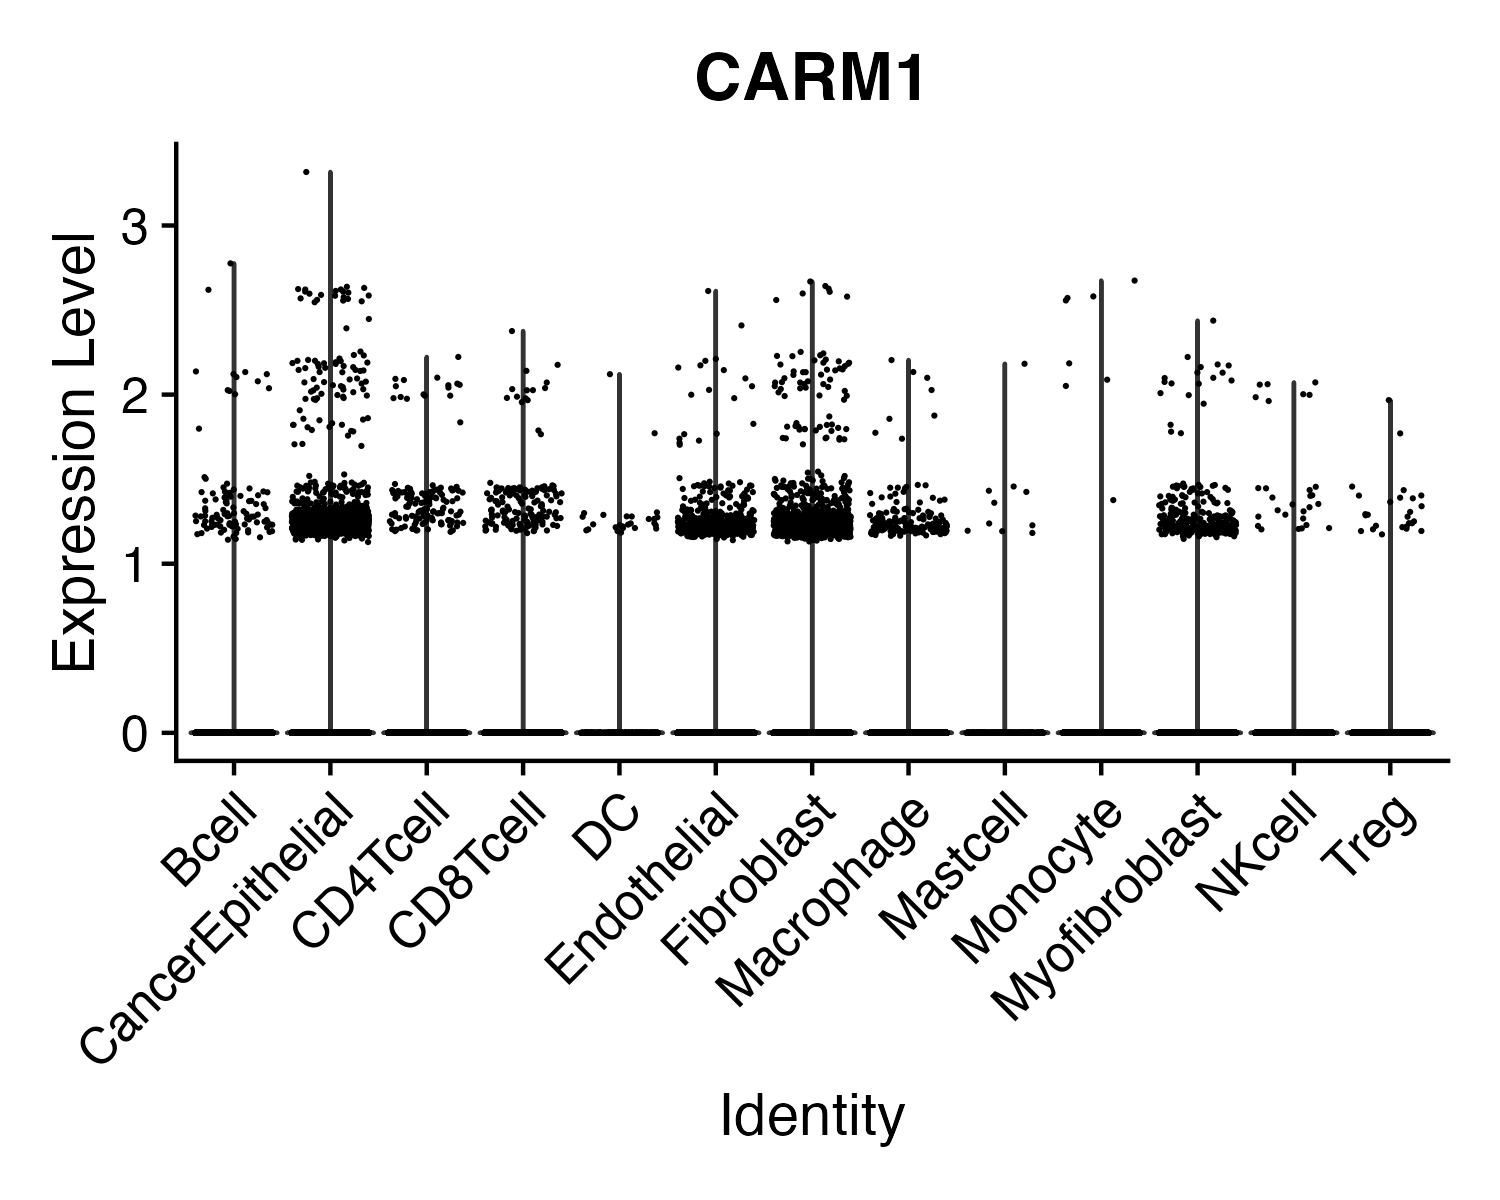 CARM1
Expression Level
3
2
1
0
Bcell
CancerEpithelial
CD4Tcell
CD8Tcell
DC
Endothelial
Fibroblast
Macrophage
Mastcell
Monocyte
Myofibroblast
NKcell
Treg
Identity